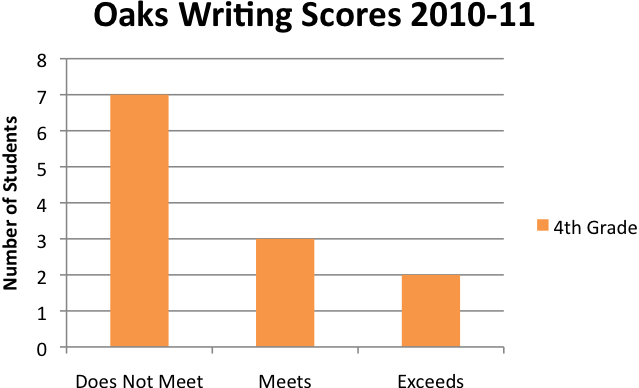 Oaks Writing Scores 2010-11
Number of Students
8
7
6
5
4
3
2
1
0
Does Not Meet
Meets
Exceeds
4th Grade